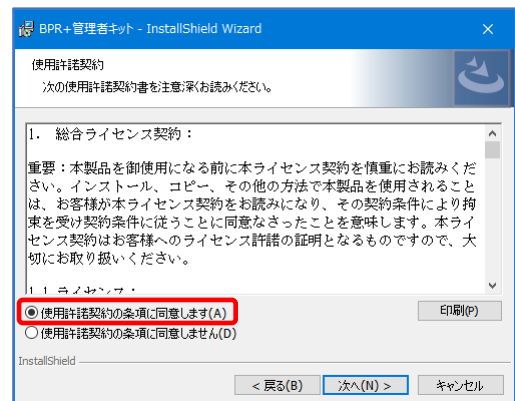 BPR+管理者キット - InstallShield Wizard
使用許諾契約
次の使用許諾契約書を注意深くお読みください。
1. 総合ライセンス契約：
重要：本製品を御使用になる前に本ライセンス契約を慎重にお読みくだ
さい。インストール、コピー、その他の方法で本製品を使用されること
は、お客様が本ライセンス契約をお読みになり、その契約条件により拘
束を受け契約条件に従うことに同意なさったことを意味します。本ライ
センス契約はお客様へのライセンス許諾の証明となるものですので、大
切にお取り扱いください。
1.1 ライセンス：
使用許諾契約の条項に同意します(A)
印刷(P)
使用許諾契約の条項に同意しません(D)
InstallShield
< 戻る(B) 次へ(N) > キャンセル